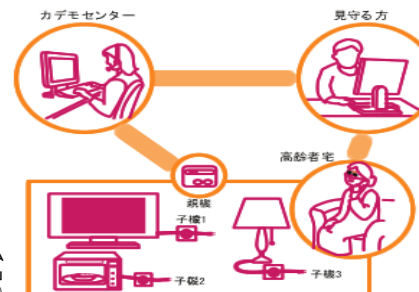 カデモセンター
見守る方
高齢者宅
親機
子機1
子機2
子機3